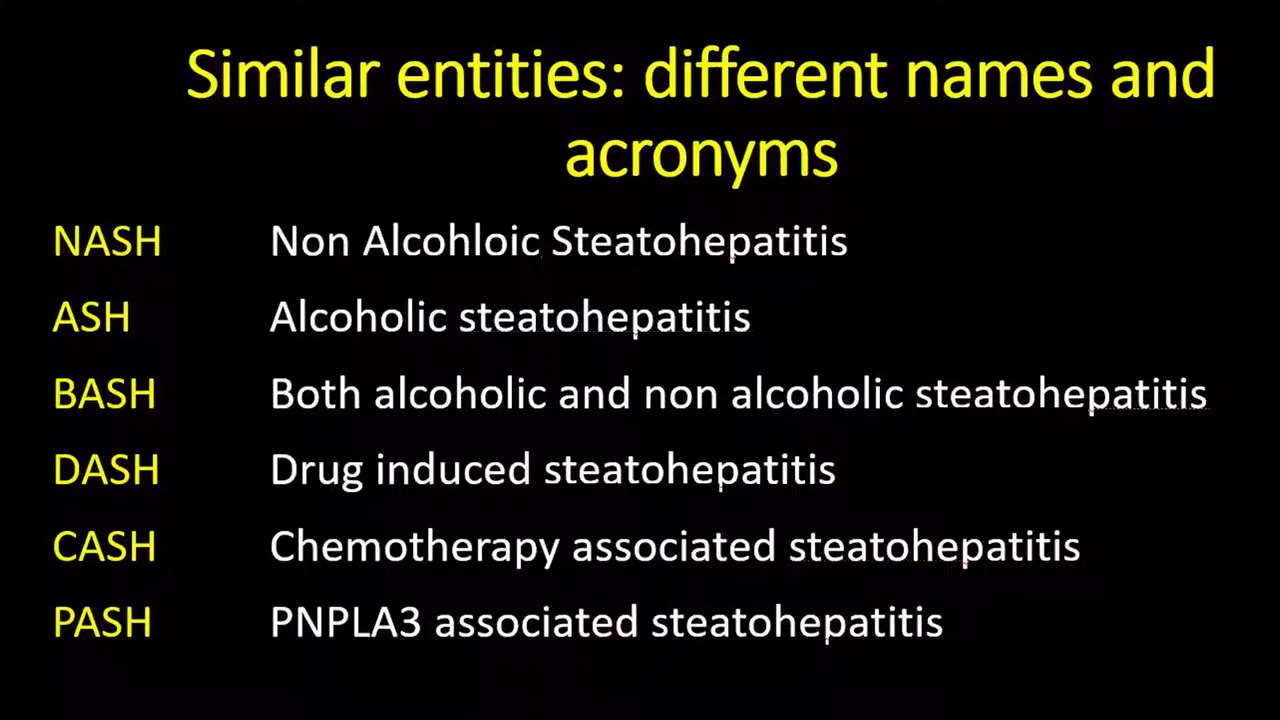 Similar entities: different names and
acronyms
NASH Non Alcohloic Steatohepatitis
ASH Alcoholic steatohepatitis
BASH Both alcoholic and non alcoholic steatohepatitis
DASH Drug induced steatohepatitis
CASH Chemotherapy associated steatohepatitis
PASH PNPLA3 associated steatohepatitis